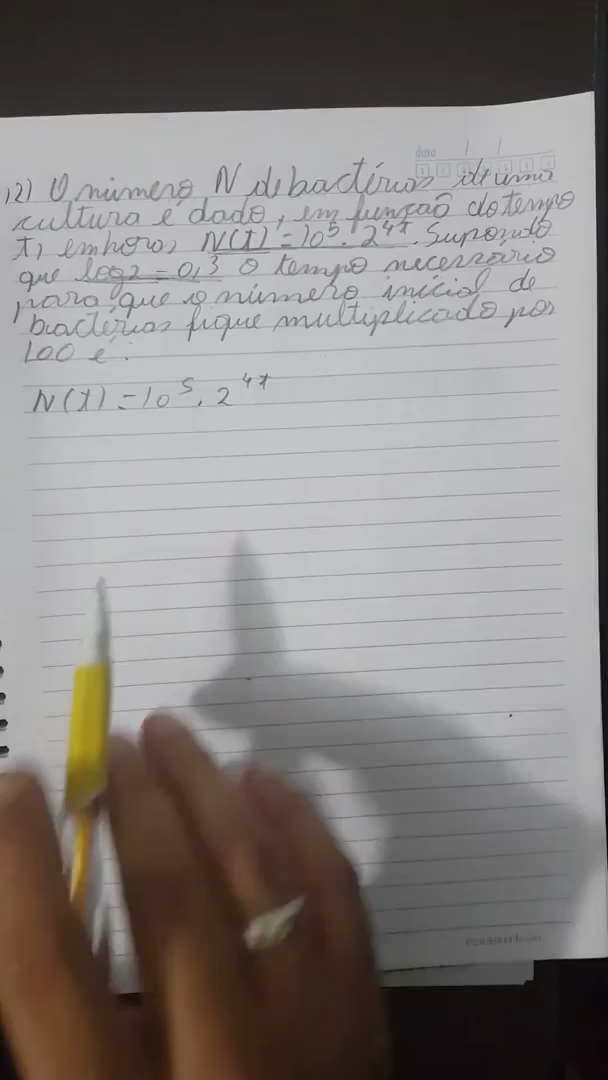 data / /
12) O número N de bactérias de uma
cultura é dado, em função do tempo
t, em horas N(t) = 10⁵ . 2⁴ᵗ. Supondo
que log2 = 0,3 o tempo necessário
para que o número inicial de
bactérias fique multiplicado por
100 é:
N(t) = 10⁵ . 2⁴ᵗ